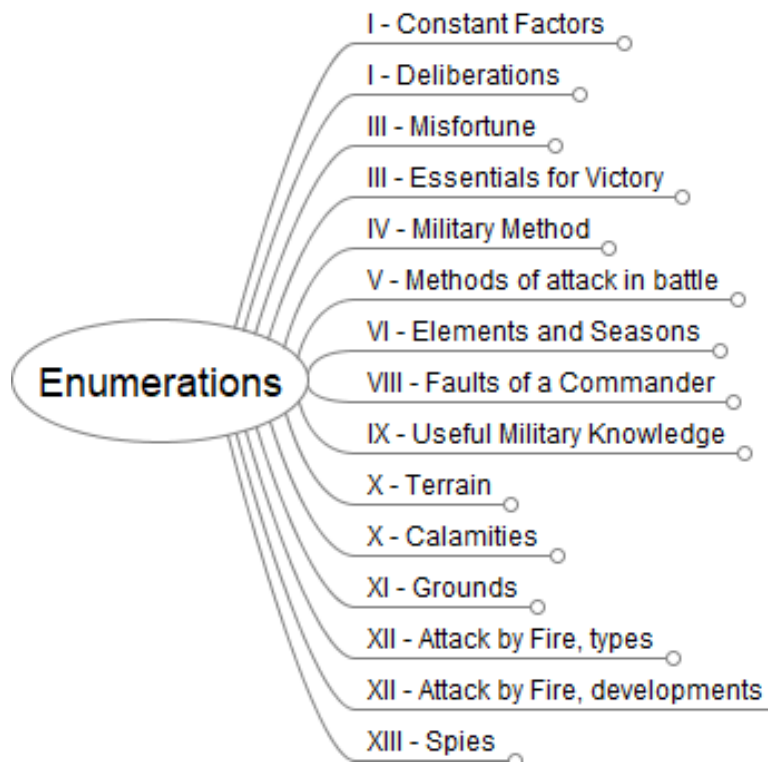 I - Constant Factors
I - Deliberations
III - Misfortune
III - Essentials for Victory
IV - Military Method
V - Methods of attack in battle
VI - Elements and Seasons
Enumerations
VIII - Faults of a Commander
IX - Useful Military Knowledge
X - Terrain
X - Calamities
XI - Grounds
XII - Attack by Fire, types
XII - Attack by Fire, developments
XIII - Spies